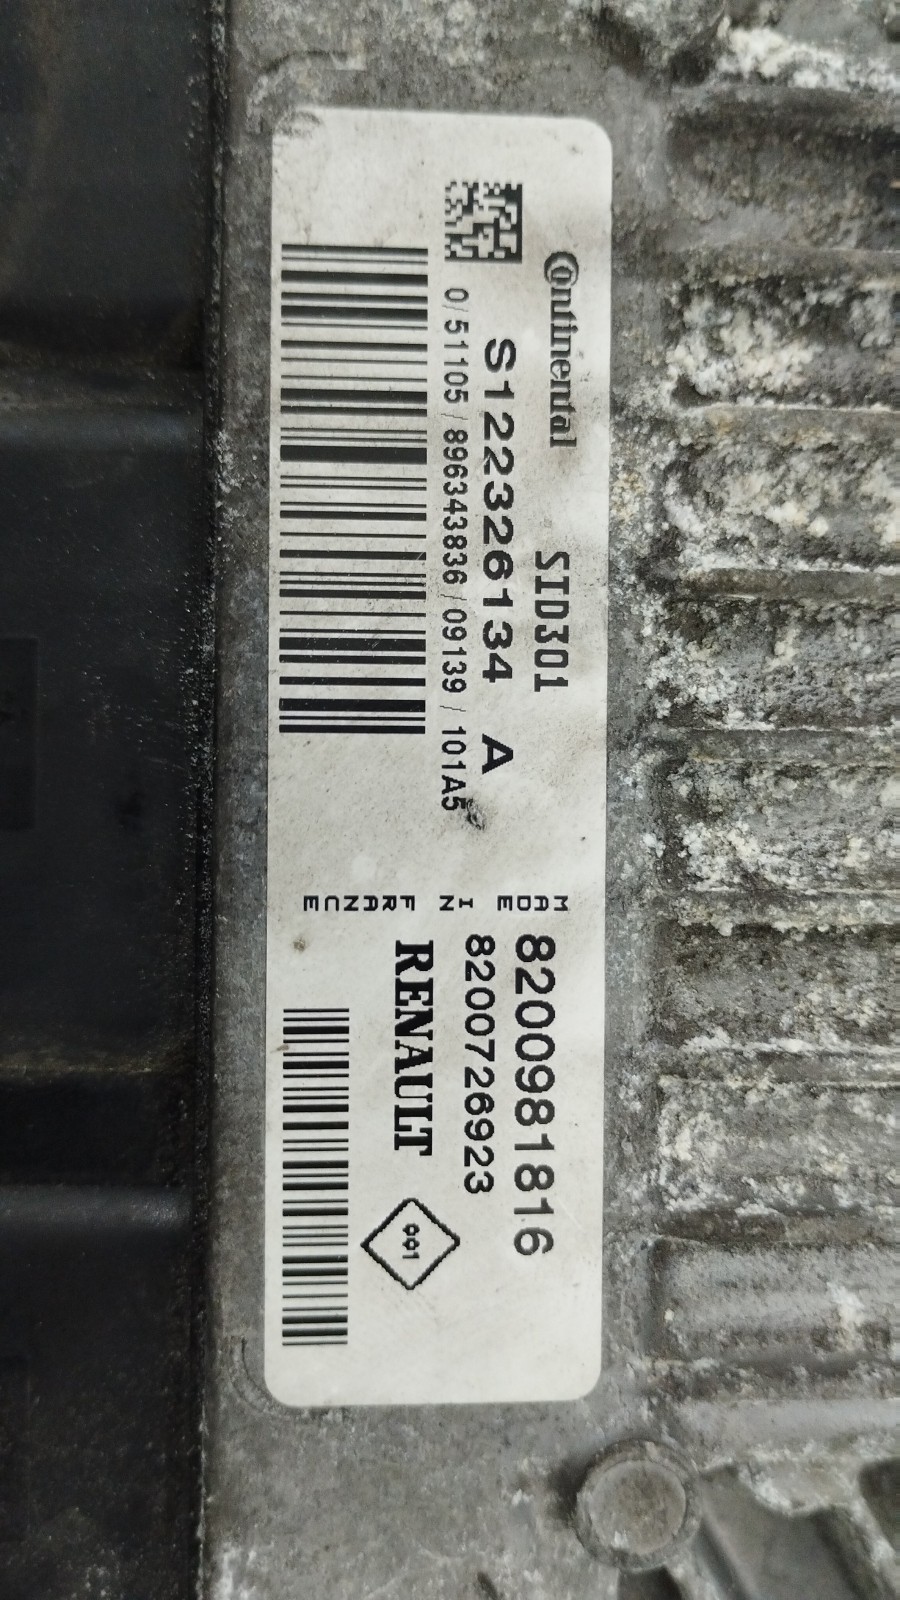 Continental SID301
S122326134 A
0/51105/896343836/09139/101A5
MADE IN FRANCE
8200981816
8200726923
RENAULT
001